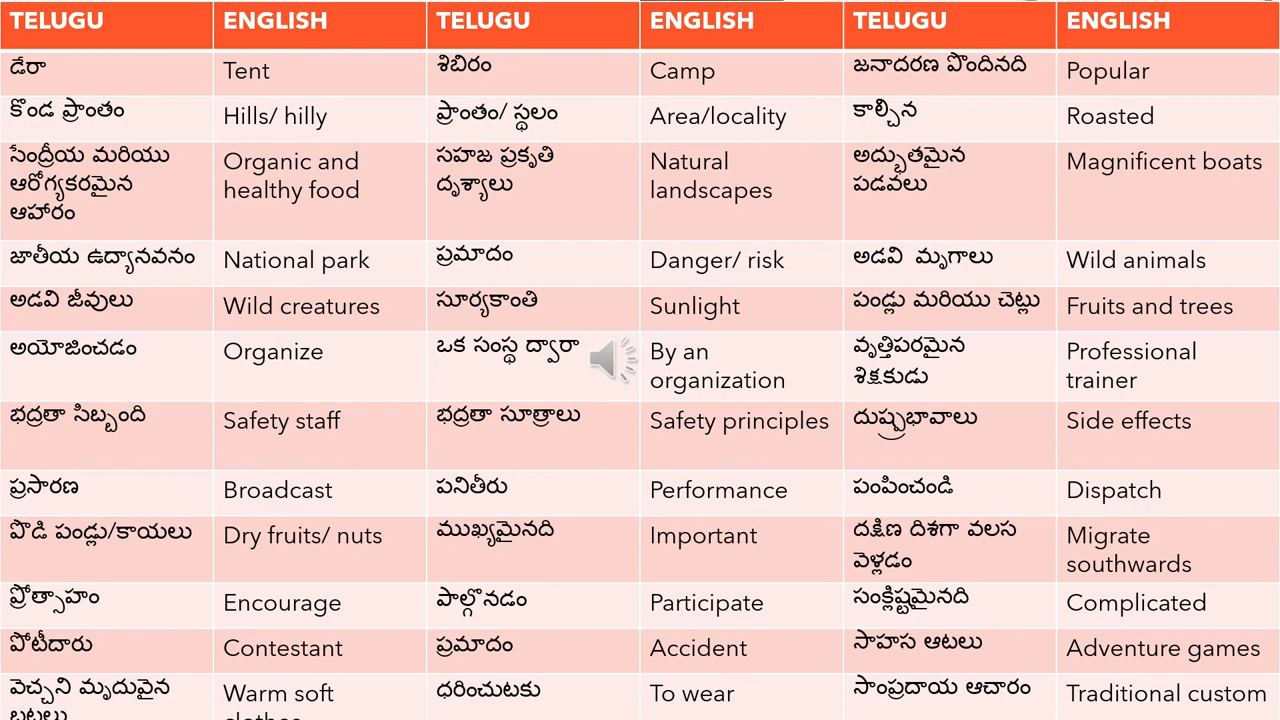 TELUGU ENGLISH TELUGU ENGLISH TELUGU ENGLISH
డేరా Tent శిబిరం Camp జనాదరణ పొందినది Popular
కొండ ప్రాంతం Hills/ hilly ప్రాంతం/ స్థలం Area/locality కాల్చిన Roasted
సేంద్రీయ మరియు Organic and సహజ ప్రకృతి Natural అద్భుతమైన Magnificent boats
ఆరోగ్యకరమైన healthy food దృశ్యాలు landscapes పడవలు
ఆహారం
జాతీయ ఉద్యానవనం National park ప్రమాదం Danger/ risk అడవి మృగాలు Wild animals
అడవి జీవులు Wild creatures సూర్యకాంతి Sunlight పండ్లు మరియు చెట్లు Fruits and trees
అయోజించడం Organize ఒక సంస్థ ద్వారా By an వృత్తిపరమైన Professional
organization శిక్షకుడు trainer
భద్రతా సిబ్బంది Safety staff భద్రతా సూత్రాలు Safety principles దుష్ప్రభావాలు Side effects
ప్రసారణ Broadcast పనితీరు Performance పంపించండి Dispatch
పొడి పండ్లు/కాయలు Dry fruits/ nuts ముఖ్యమైనది Important దక్షిణ దిశగా వలస Migrate
వెళ్లడం southwards
ప్రోత్సాహం Encourage పాల్గొనడం Participate సంక్లిష్టమైనది Complicated
పోటీదారు Contestant ప్రమాదం Accident సాహస ఆటలు Adventure games
వెచ్చని మృదువైన Warm soft ధరించుటకు To wear సాంప్రదాయ ఆచారం Traditional custom
బట్టలు clothes